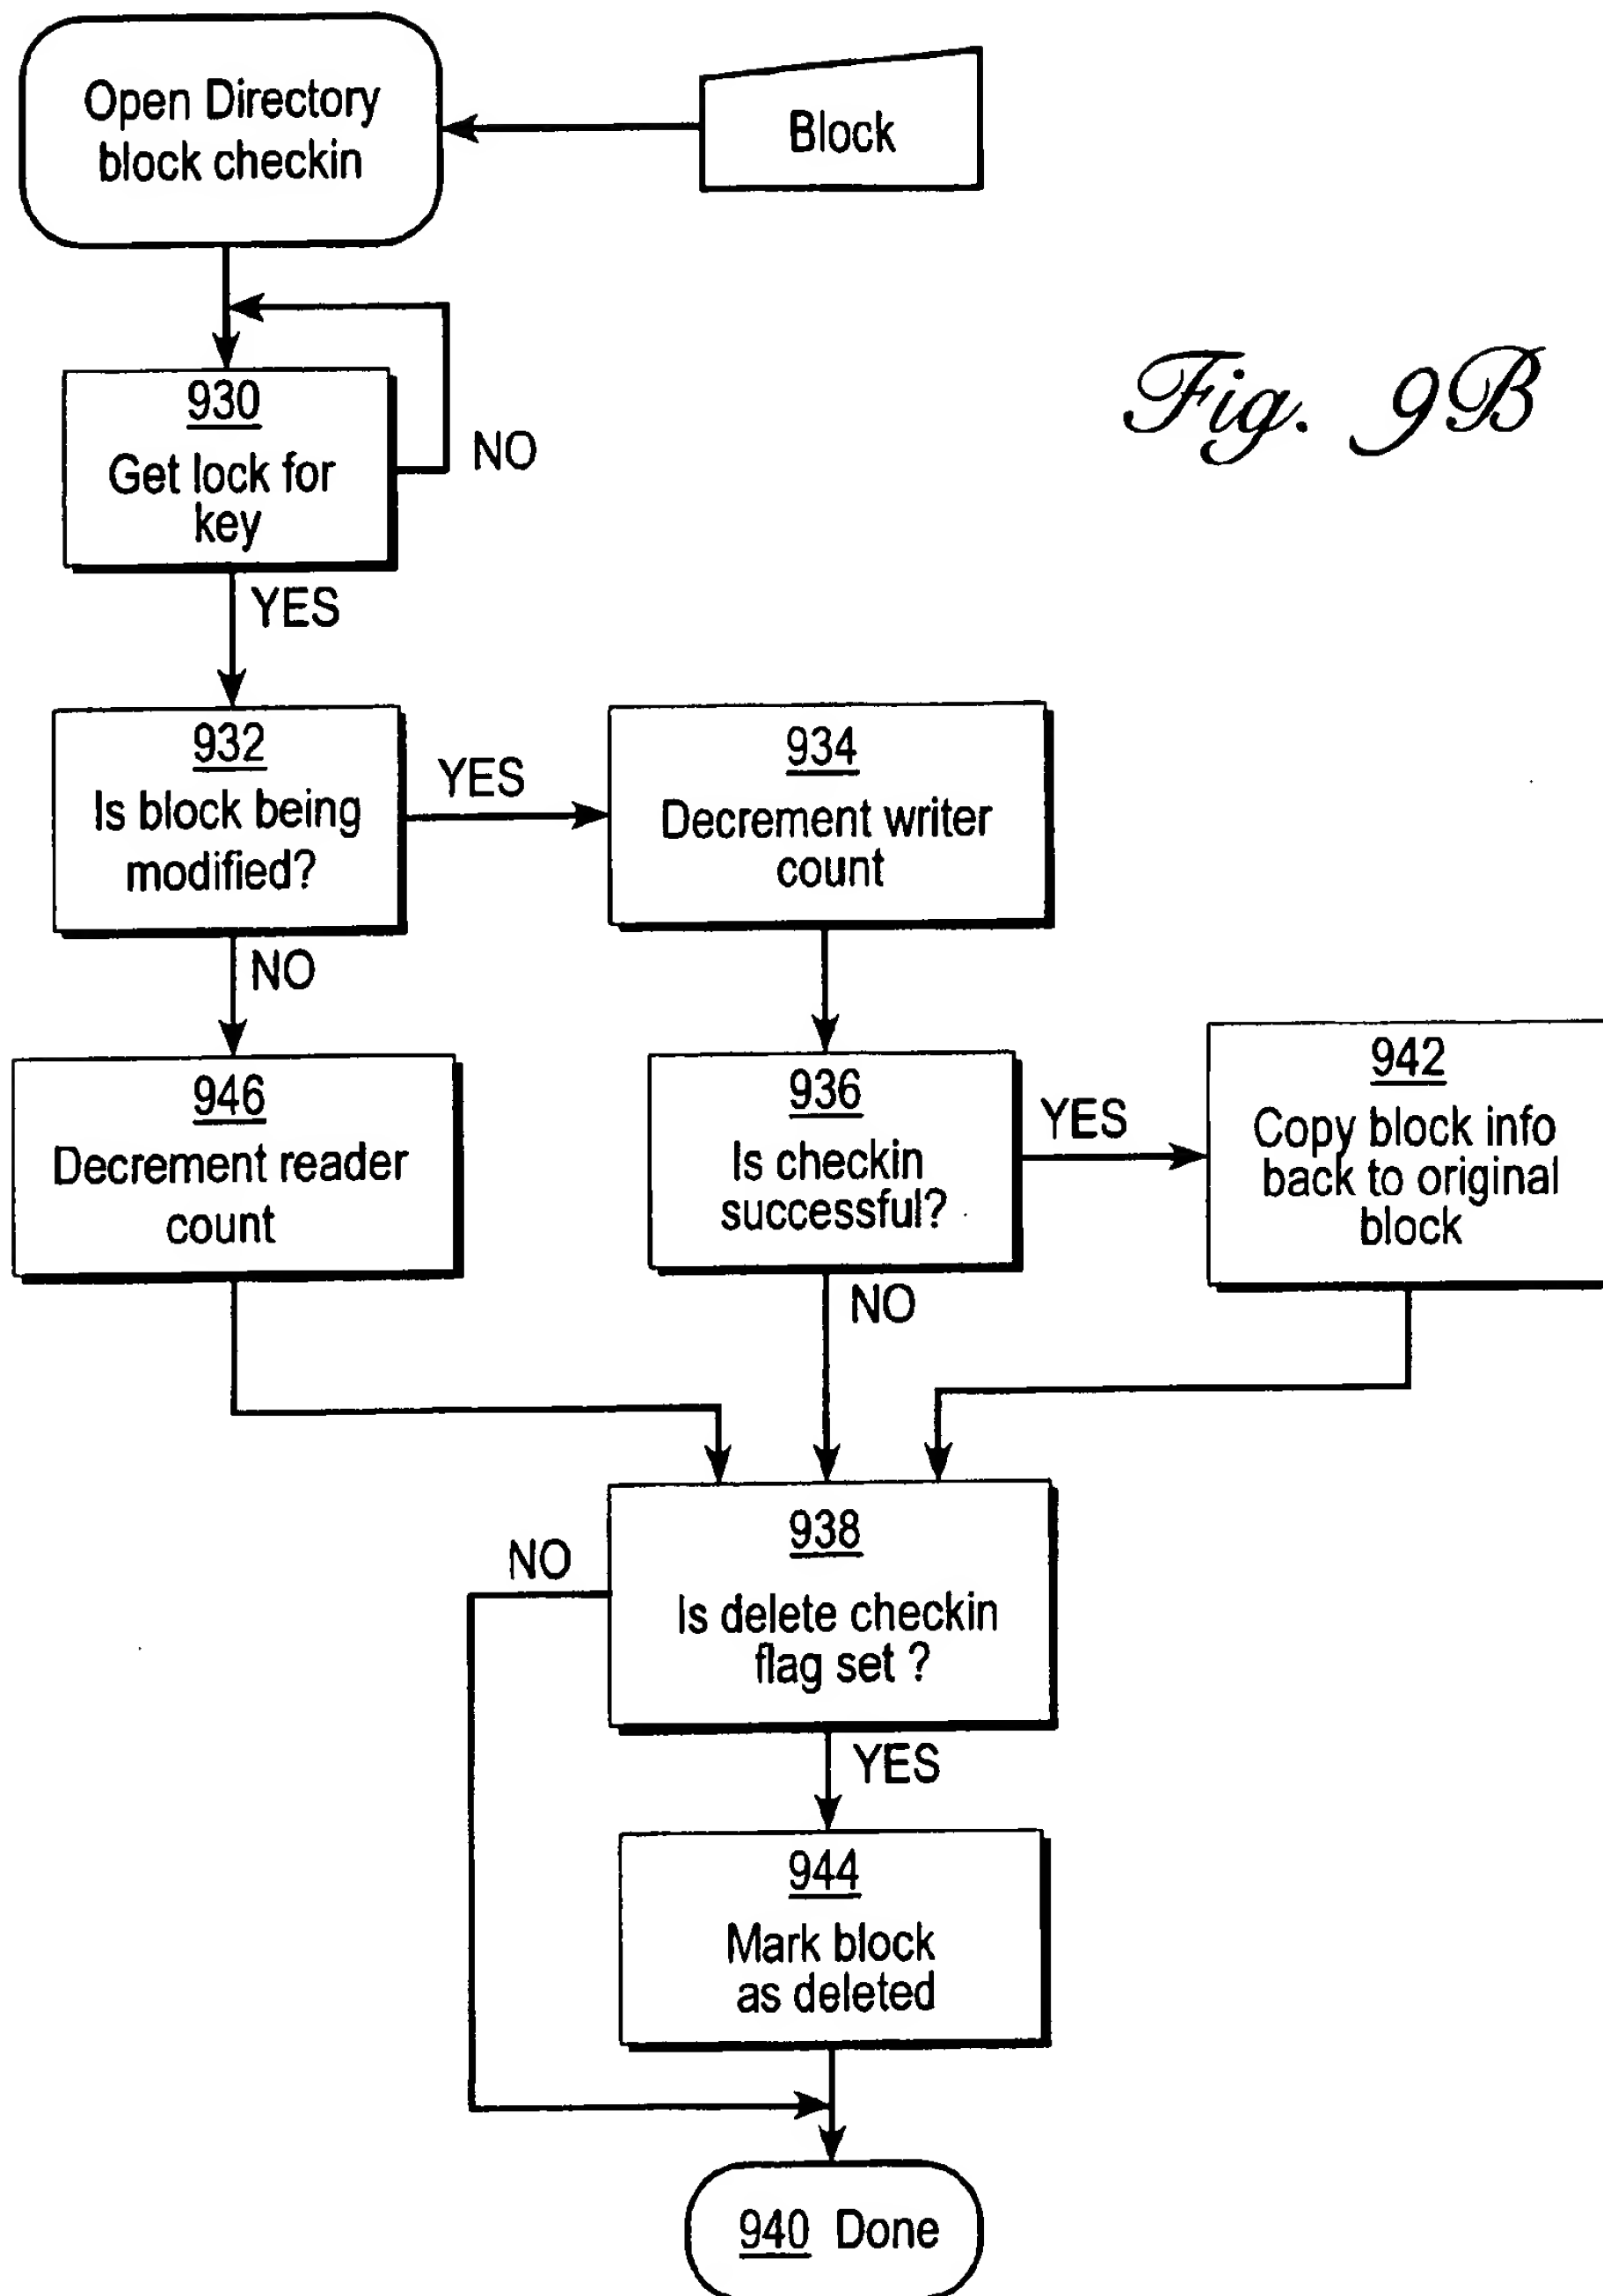 Open Directory
block checkin
Block
Fig. 9B
930
Get lock for
key
NO
YES
932
Is block being
modified?
YES
NO
934
Decrement writer
count
946
Decrement reader
count
936
Is checkin
successful?
YES
NO
942
Copy block info
back to original
block
938
Is delete checkin
flag set ?
NO
YES
944
Mark block
as deleted
940 Done